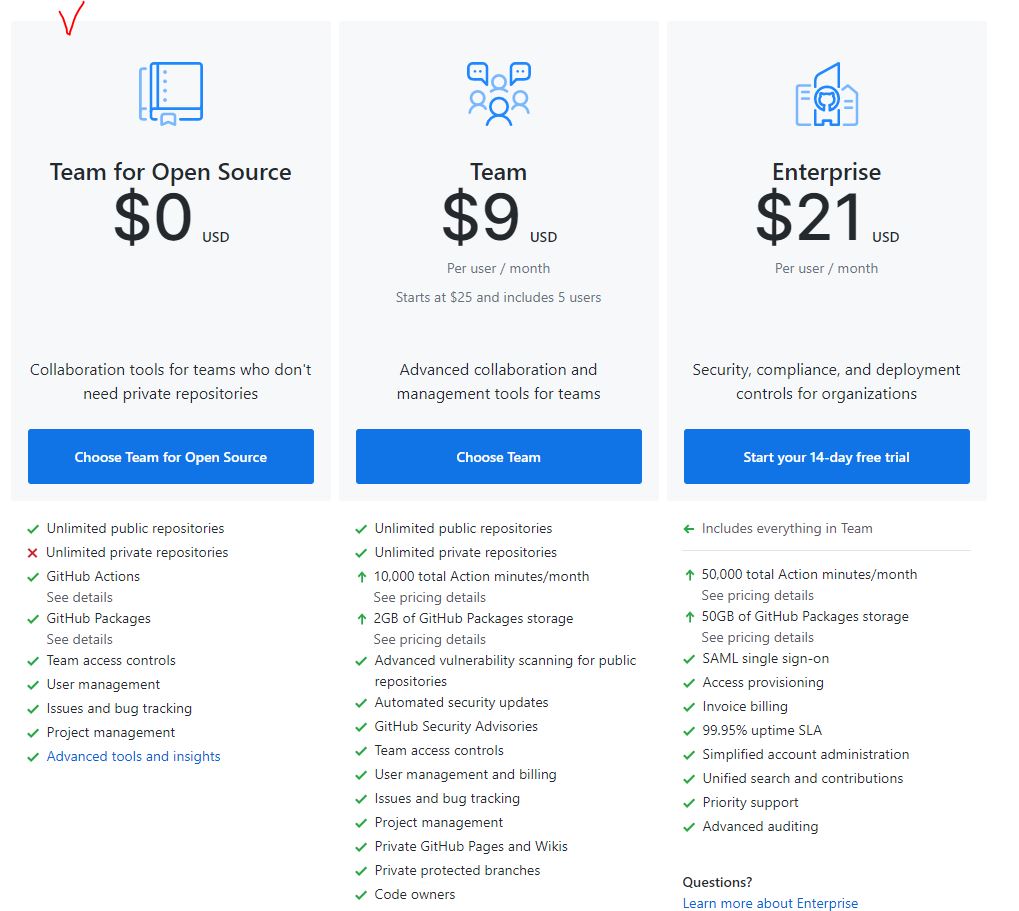 Team for Open Source
$0 USD
Collaboration tools for teams who don't
need private repositories
Choose Team for Open Source
Unlimited public repositories
Unlimited private repositories
GitHub Actions
See details
GitHub Packages
See details
Team access controls
User management
Issues and bug tracking
Project management
Advanced tools and insights
Team
$9 USD
Per user / month
Starts at $25 and includes 5 users
Advanced collaboration and
management tools for teams
Choose Team
Unlimited public repositories
Unlimited private repositories
10,000 total Action minutes/month
See pricing details
2GB of GitHub Packages storage
See pricing details
Advanced vulnerability scanning for public
repositories
Automated security updates
GitHub Security Advisories
Team access controls
User management and billing
Issues and bug tracking
Project management
Private GitHub Pages and Wikis
Private protected branches
Code owners
Enterprise
$21 USD
Per user / month
Security, compliance, and deployment
controls for organizations
Start your 14-day free trial
Includes everything in Team
50,000 total Action minutes/month
See pricing details
50GB of GitHub Packages storage
See pricing details
SAML single sign-on
Access provisioning
Invoice billing
99.95% uptime SLA
Simplified account administration
Unified search and contributions
Priority support
Advanced auditing
Questions?
Learn more about Enterprise